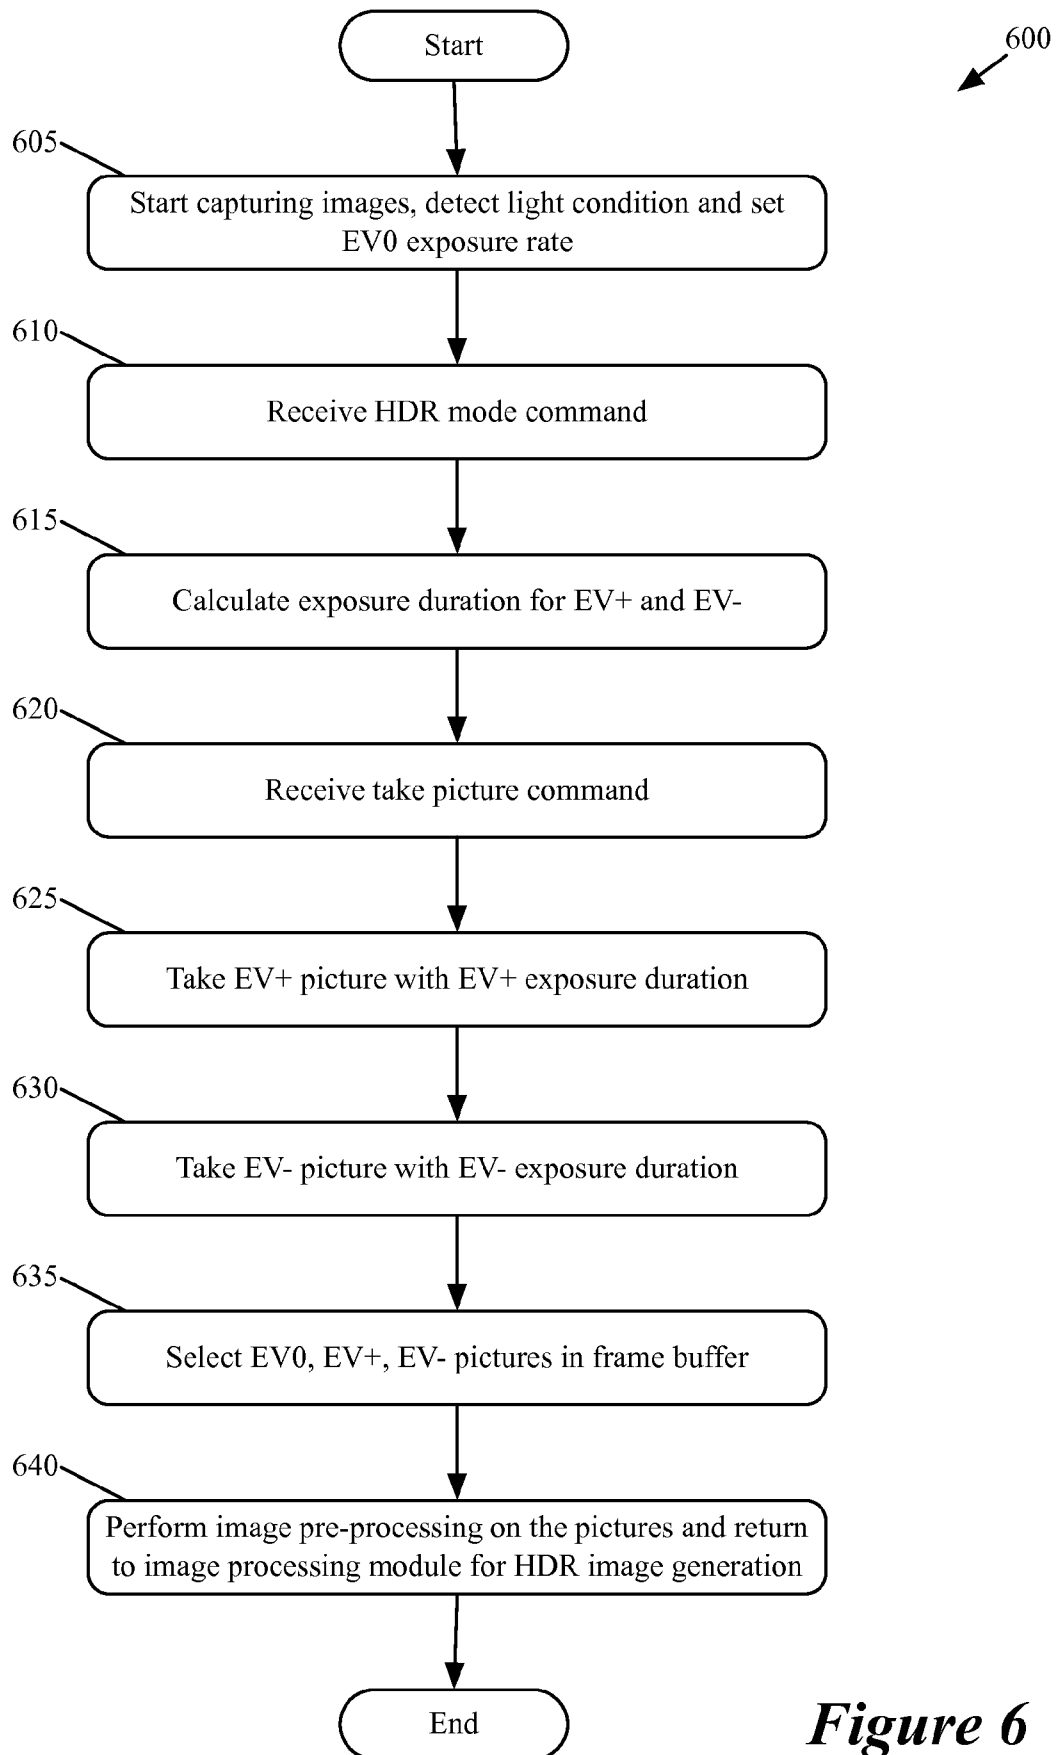 Start
600
605
Start capturing images, detect light condition and set
EV0 exposure rate
610
Receive HDR mode command
615
Calculate exposure duration for EV+ and EV-
620
Receive take picture command
625
Take EV+ picture with EV+ exposure duration
630
Take EV- picture with EV- exposure duration
635
Select EV0, EV+, EV- pictures in frame buffer
640
Perform image pre-processing on the pictures and return
to image processing module for HDR image generation
End
Figure 6